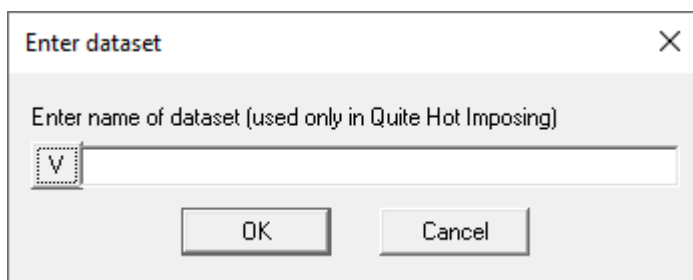 Enter dataset
Enter name of dataset (used only in Quite Hot Imposing)
V
OK Cancel